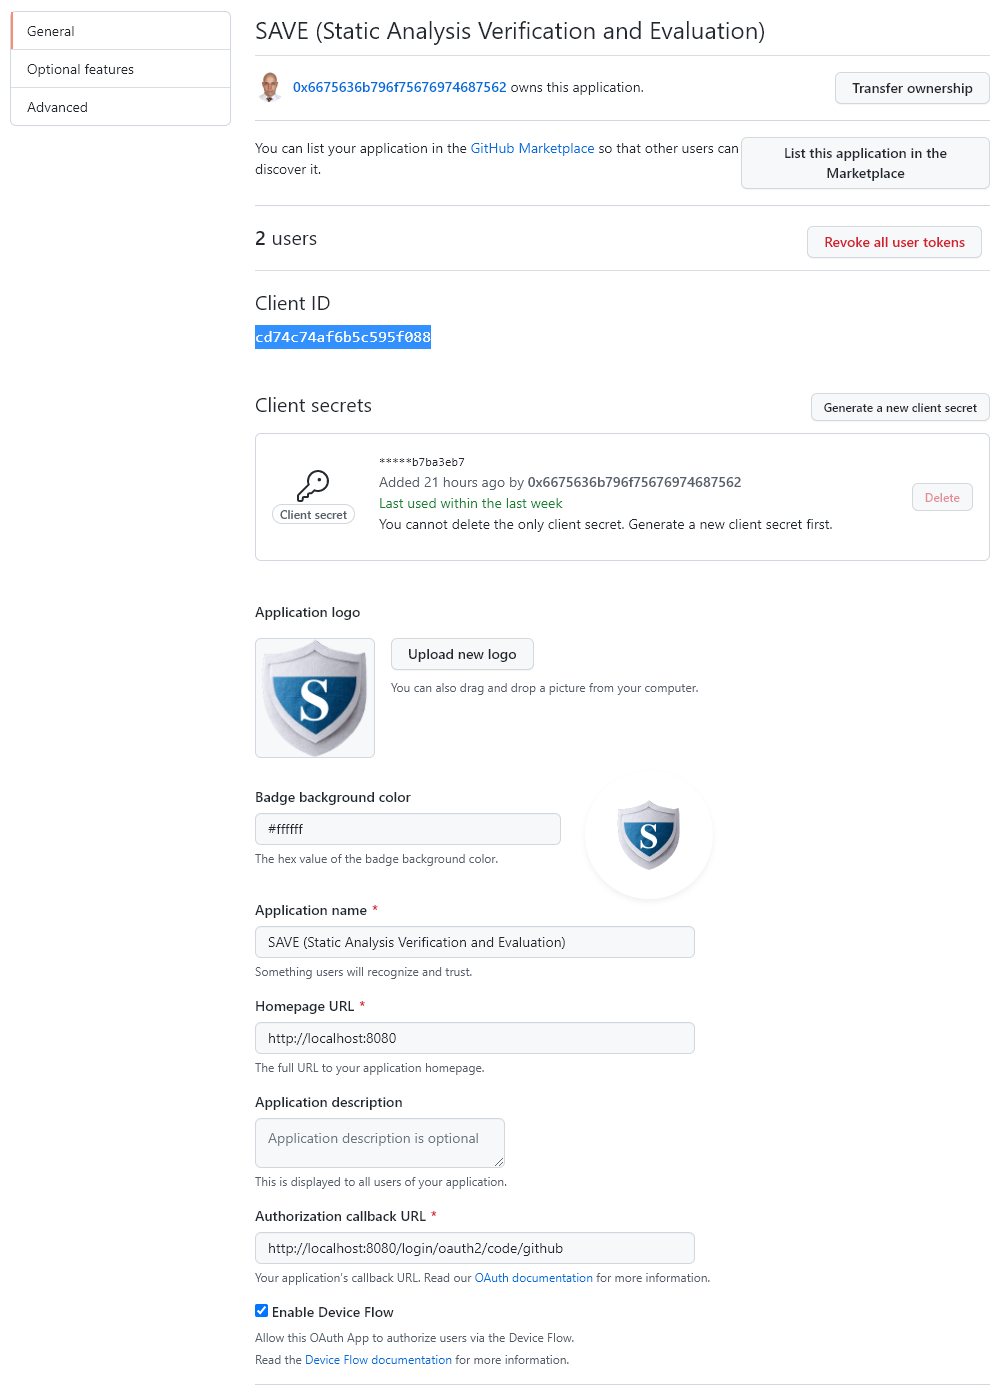 General
Optional features
Advanced
SAVE (Static Analysis Verification and Evaluation)
0x6675636b796f75676974687562 owns this application.
Transfer ownership
You can list your application in the GitHub Marketplace so that other users can
discover it.
List this application in the
Marketplace
2 users
Revoke all user tokens
Client ID
cd74c74af6b5c595f088
Client secrets
Generate a new client secret
*****b7ba3eb7
Added 21 hours ago by 0x6675636b796f75676974687562
Last used within the last week
You cannot delete the only client secret. Generate a new client secret first.
Client secret
Delete
Application logo
S
Upload new logo
You can also drag and drop a picture from your computer.
Badge background color
#ffffff
The hex value of the badge background color.
S
Application name *
SAVE (Static Analysis Verification and Evaluation)
Something users will recognize and trust.
Homepage URL *
http://localhost:8080
The full URL to your application homepage.
Application description
Application description is optional
This is displayed to all users of your application.
Authorization callback URL *
http://localhost:8080/login/oauth2/code/github
Your application's callback URL. Read our OAuth documentation for more information.
Enable Device Flow
Allow this OAuth App to authorize users via the Device Flow.
Read the Device Flow documentation for more information.